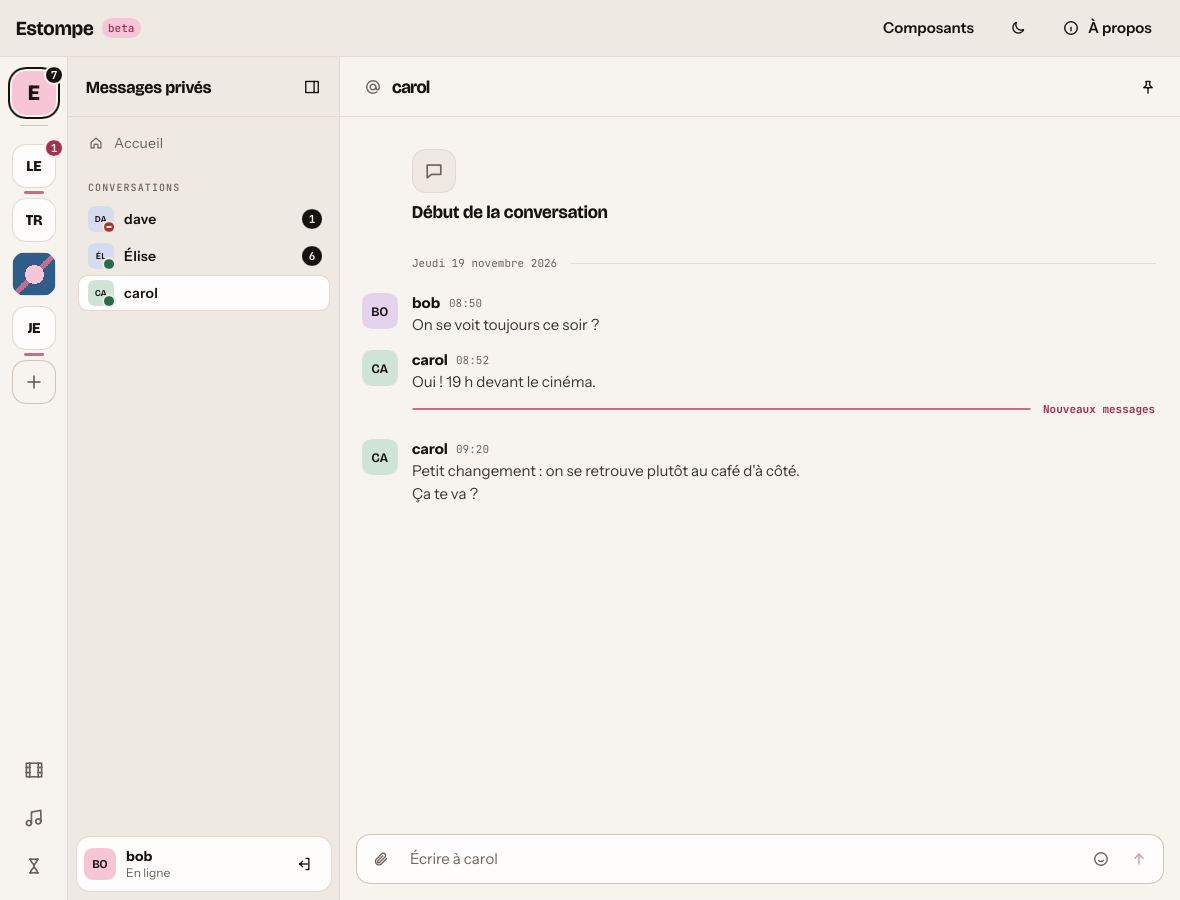 Estompe beta
Composants
À propos
E
7
LE
1
TR
JE
Messages privés
Accueil
CONVERSATIONS
DA dave 1
ÉL Élise 6
CA carol
BO bob
En ligne
carol
Début de la conversation
Jeudi 19 novembre 2026
BO bob 08:50
On se voit toujours ce soir ?
CA carol 08:52
Oui ! 19 h devant le cinéma.
Nouveaux messages
CA carol 09:20
Petit changement : on se retrouve plutôt au café d'à côté.
Ça te va ?
Écrire à carol